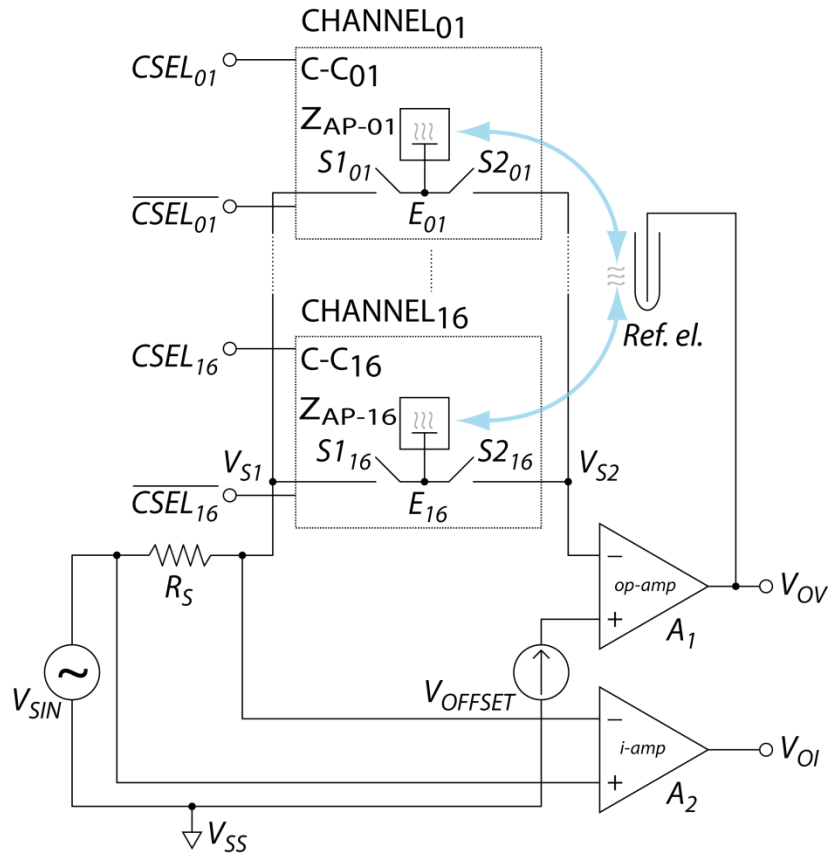 CHANNEL01
CSEL01
C-C01
ZAP-01
S101
S201
CSEL01
E01
CHANNEL16
Ref. el.
CSEL16
C-C16
ZAP-16
VS1
S116
S216
VS2
CSEL16
E16
RS
−
op-amp
+
A1
VOV
VSIN
~
VOFFSET
−
i-amp
+
A2
VOI
VSS